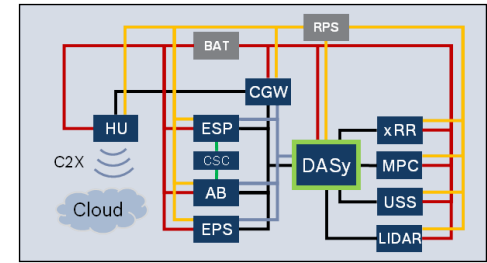 RPS
BAT
CGW
HU
ESP
xRR
C2X
CSC
DASy
MPC
AB
USS
Cloud
EPS
LIDAR